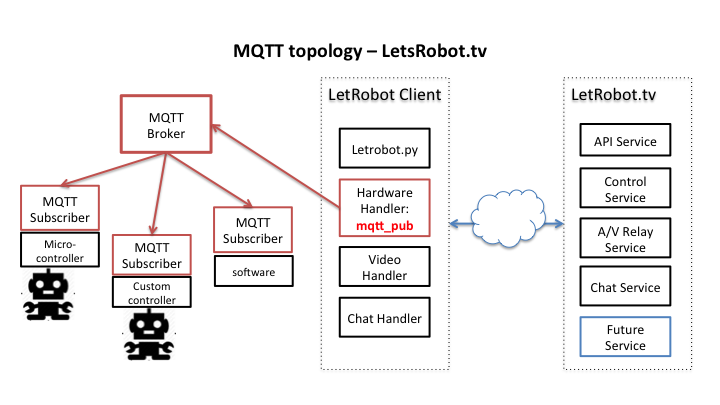 MQTT topology – LetsRobot.tv
MQTT
Broker
MQTT
Subscriber
Micro-
controller
MQTT
Subscriber
Custom
controller
MQTT
Subscriber
software
LetRobot Client
Letrobot.py
Hardware
Handler:
mqtt_pub
Video
Handler
Chat Handler
LetRobot.tv
API Service
Control
Service
A/V Relay
Service
Chat Service
Future
Service